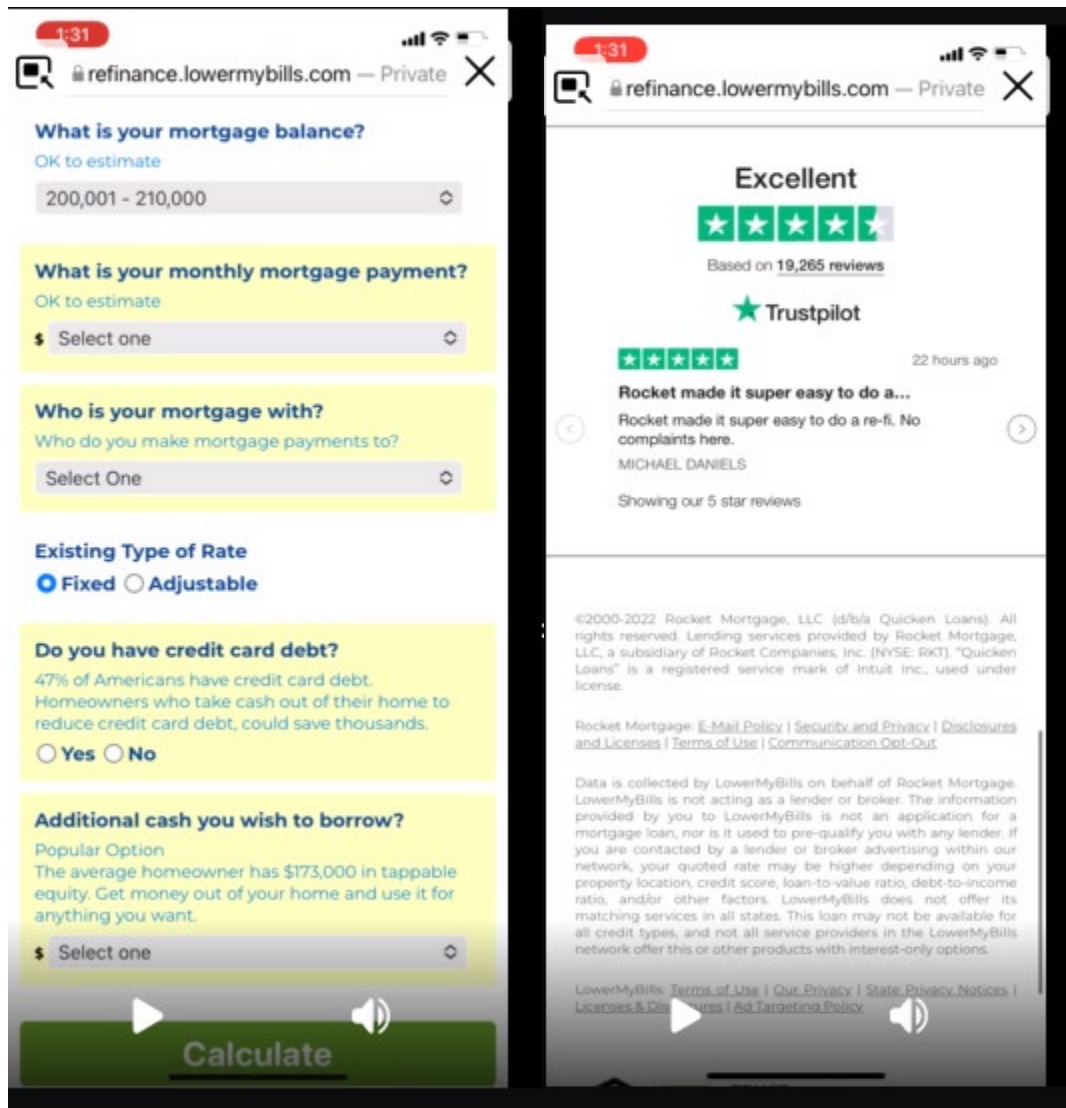 1:31
refinance.lowermybills.com — Private
What is your mortgage balance?
OK to estimate
200,001 - 210,000
What is your monthly mortgage payment?
OK to estimate
$ Select one
Who is your mortgage with?
Who do you make mortgage payments to?
Select One
Existing Type of Rate
Fixed Adjustable
Do you have credit card debt?
47% of Americans have credit card debt.
Homeowners who take cash out of their home to
reduce credit card debt, could save thousands.
Yes No
Additional cash you wish to borrow?
Popular Option
The average homeowner has $173,000 in tappable
equity. Get money out of your home and use it for
anything you want.
$ Select one
Calculate
1:31
refinance.lowermybills.com — Private
Excellent
Based on 19,265 reviews
Trustpilot
22 hours ago
Rocket made it super easy to do a...
Rocket made it super easy to do a re-fi. No
complaints here.
MICHAEL DANIELS
Showing our 5 star reviews
©2000-2022 Rocket Mortgage, LLC (d/b/a Quicken Loans). All
rights reserved. Lending services provided by Rocket Mortgage,
LLC, a subsidiary of Rocket Companies, Inc. (NYSE: RKT). "Quicken
Loans" is a registered service mark of Intuit Inc., used under
license.
Rocket Mortgage: E-Mail Policy | Security and Privacy | Disclosures
and Licenses | Terms of Use | Communication Opt-Out
Data is collected by LowerMyBills on behalf of Rocket Mortgage.
LowerMyBills is not acting as a lender or broker. The information
provided by you to LowerMyBills is not an application for a
mortgage loan, nor is it used to pre-qualify you with any lender. If
you are contacted by a lender or broker advertising within our
network, your quoted rate may be higher depending on your
property location, credit score, loan-to-value ratio, debt-to-income
ratio, and/or other factors. LowerMyBills does not offer its
matching services in all states. This loan may not be available for
all credit types, and not all service providers in the LowerMyBills
network offer this or other products with interest-only options.
LowerMyBills: Terms of Use | Our Privacy | State Privacy Notices |
Licenses & | Ad Targeting Policy